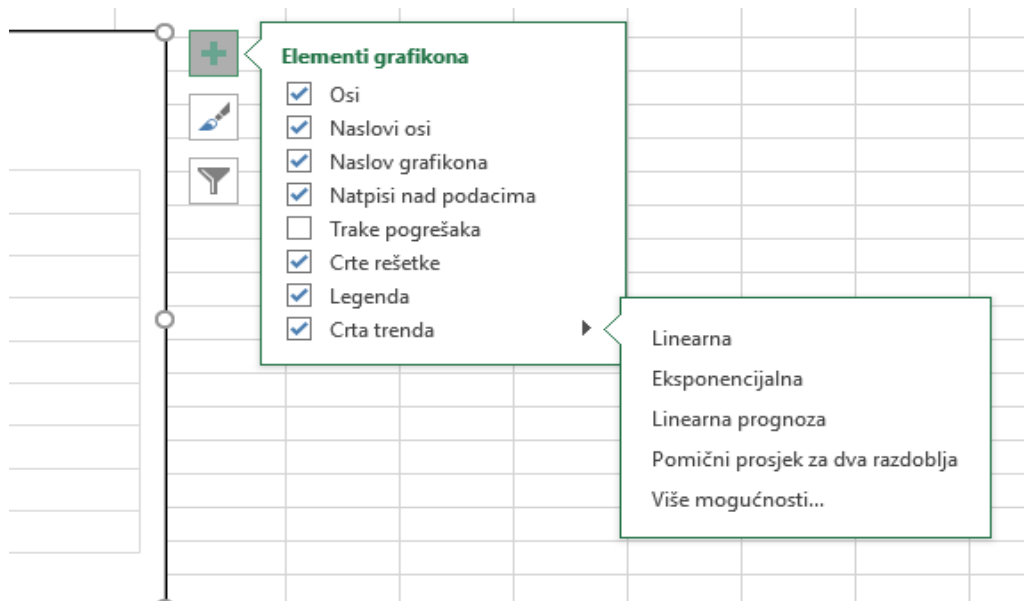 Elementi grafikona
Osi
Naslovi osi
Naslov grafikona
Natpisi nad podacima
Trake pogrešaka
Crte rešetke
Legenda
Crta trenda
Linearna
Eksponencijalna
Linearna prognoza
Pomični prosjek za dva razdoblja
Više mogućnosti...